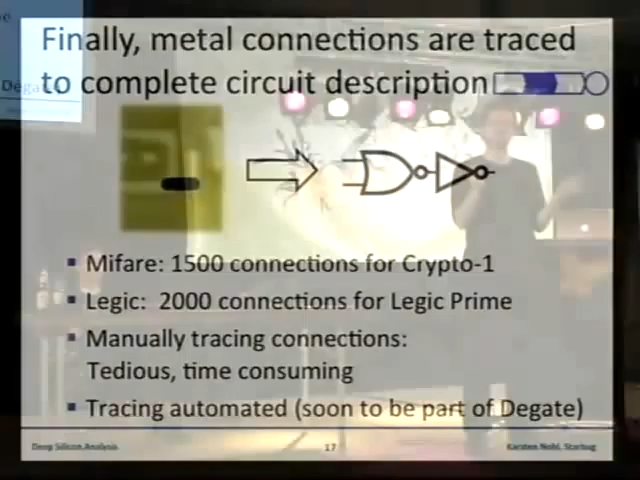 Finally, metal connections are traced
to complete circuit description
Dega
Mifare: 1500 connections for Crypto-1
Legic: 2000 connections for Legic Prime
Manually tracing connections:
Tedious, time consuming
Tracing automated (soon to be part of Degate)
Deep Silicon Analysis
17
Karsten Nohl, Starbug